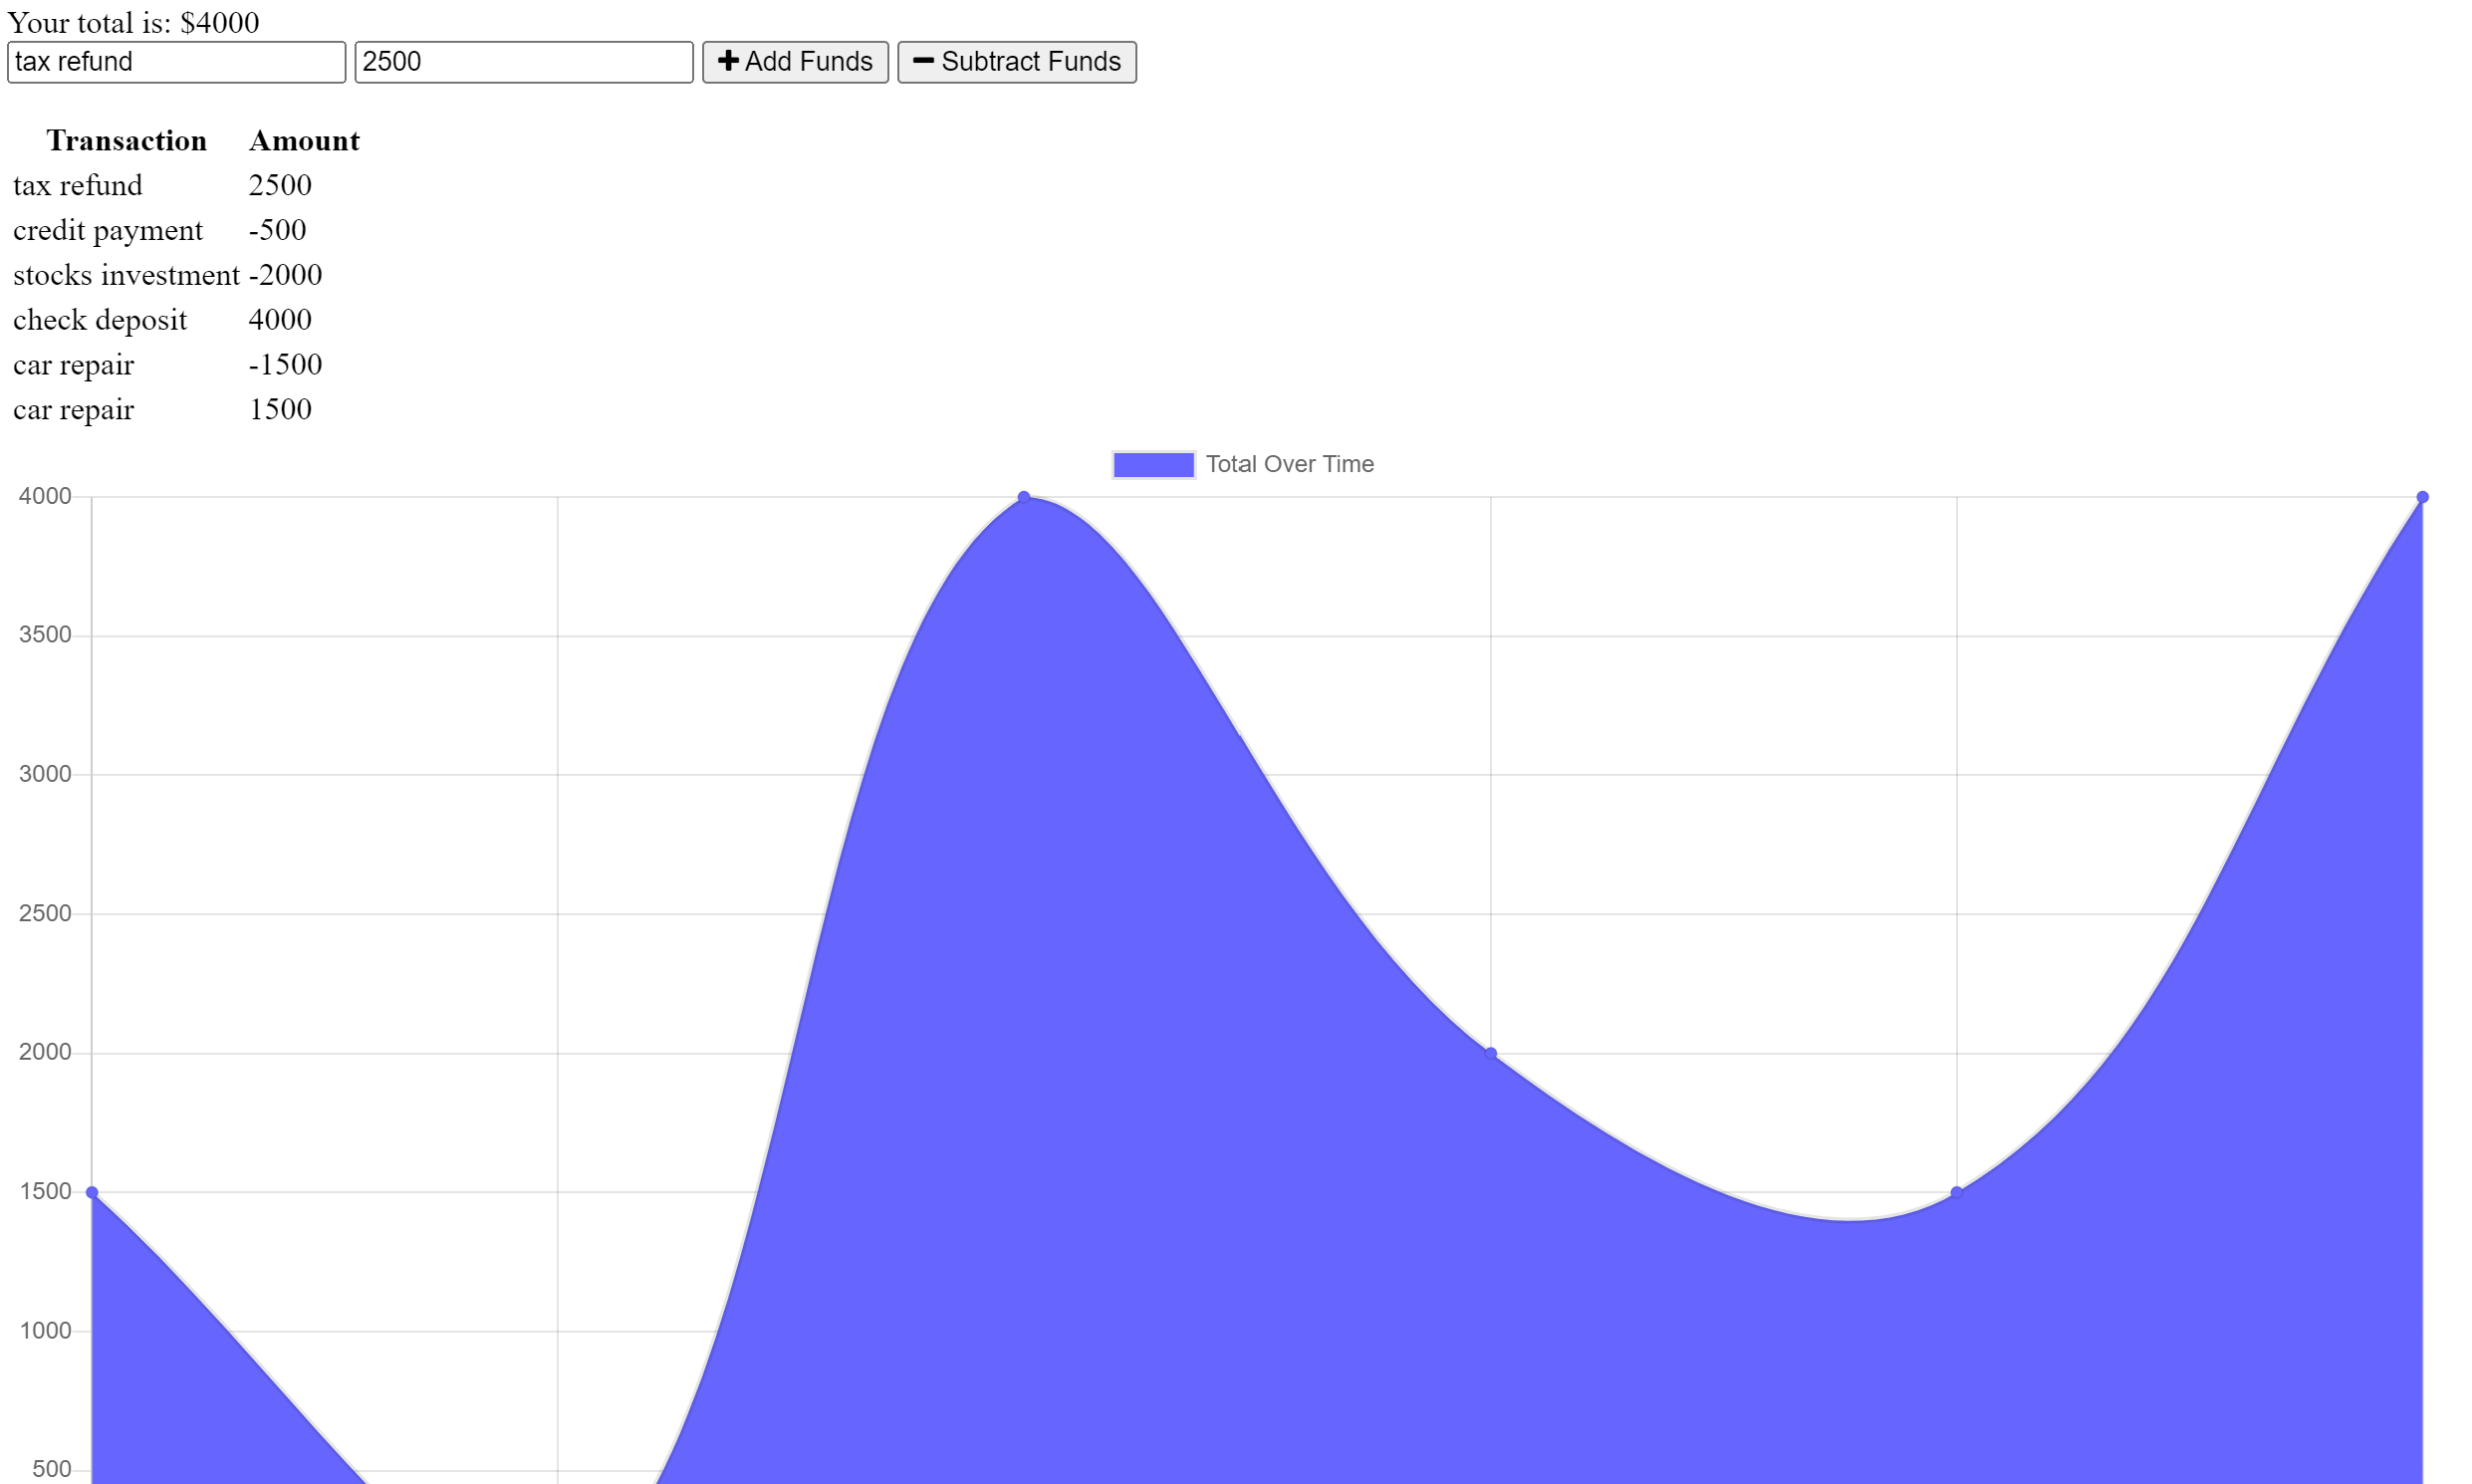 Your total is: $4000
tax refund 2500 Add Funds Subtract Funds
Transaction Amount
tax refund 2500
credit payment -500
stocks investment -2000
check deposit 4000
car repair -1500
car repair 1500
Total Over Time
4000
3500
3000
2500
2000
1500
1000
500